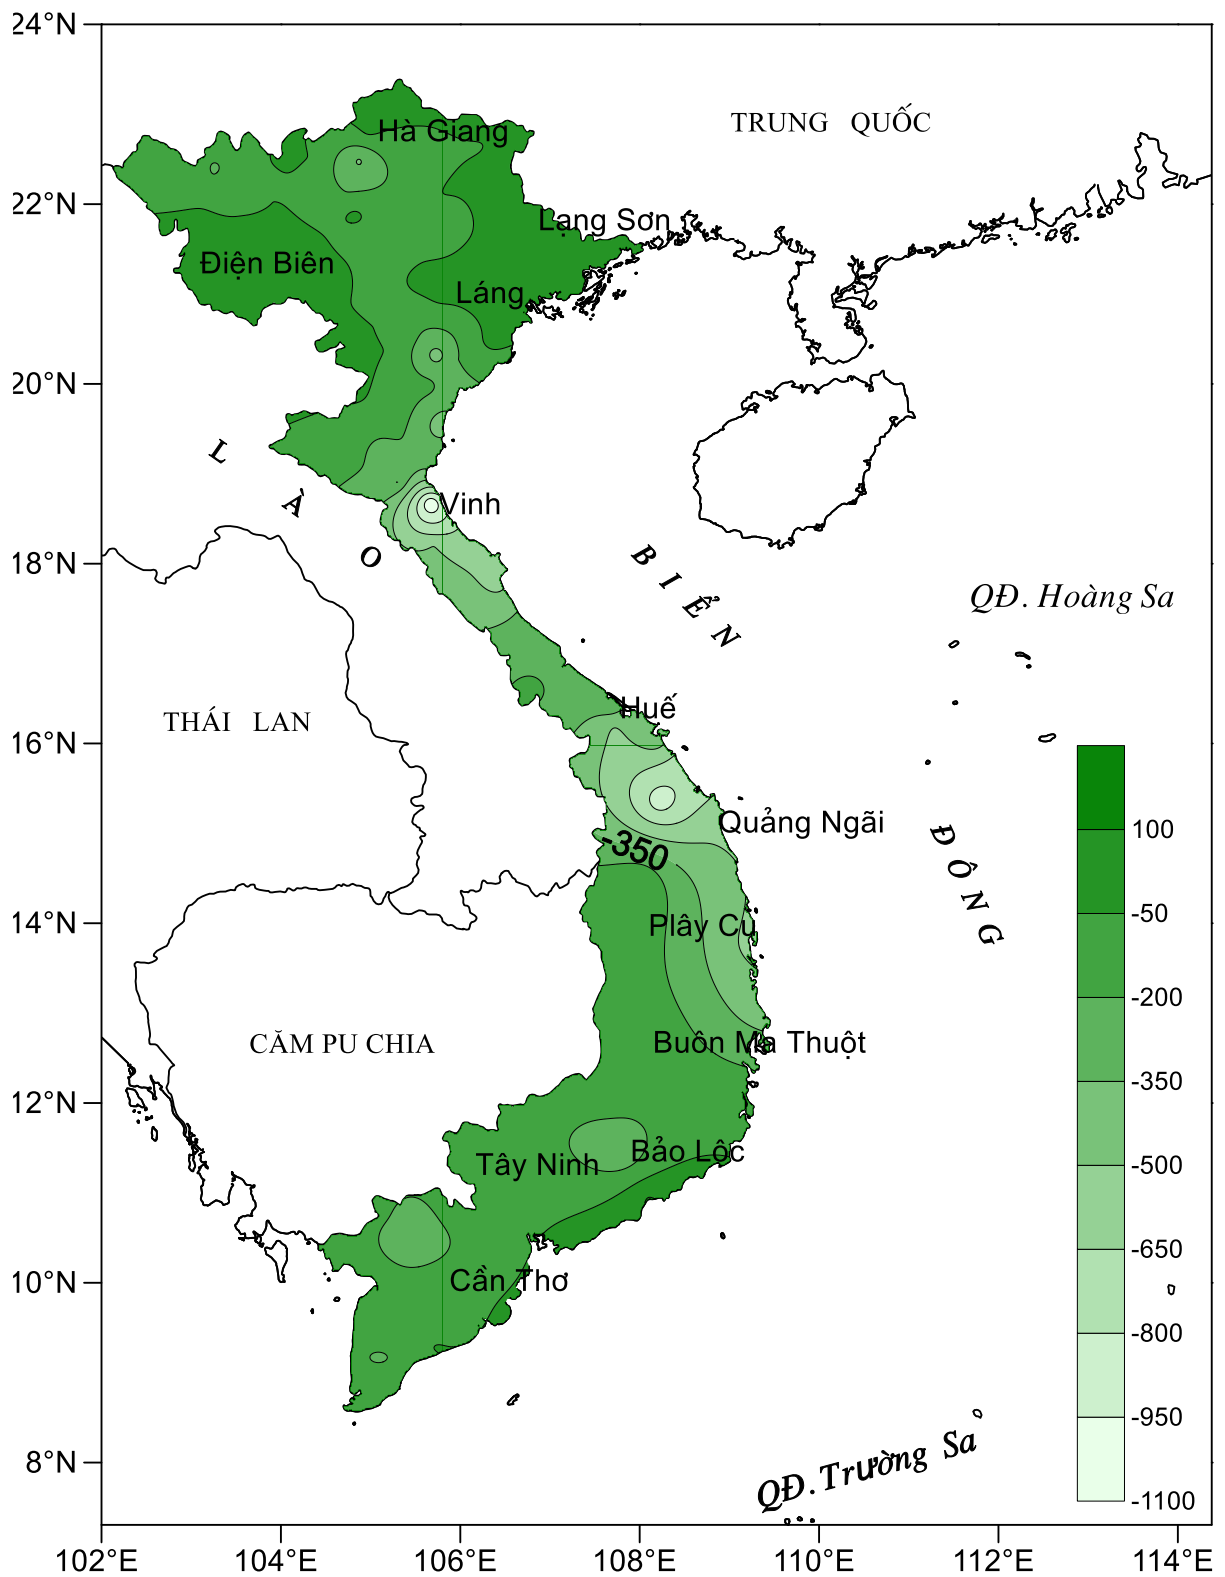 24°N
TRUNG QUỐC
Hà Giang
22°N
Lạng Sơn
Điện Biên
Láng
20°N
L À O
Vinh
18°N
BIỂN
QĐ. Hoàng Sa
Huế
THÁI LAN
16°N
Quảng Ngãi
100
ĐÔNG
-350
-50
14°N
Plây Cu
-200
Buôn Ma Thuột
CĂM PU CHIA
-350
12°N
Bảo Lôc
Tây Ninh
-500
-650
10°N
Cần Thơ
-800
-950
8°N
QĐ. Trường Sa
-1100
102°E 104°E 106°E 108°E 110°E 112°E 114°E